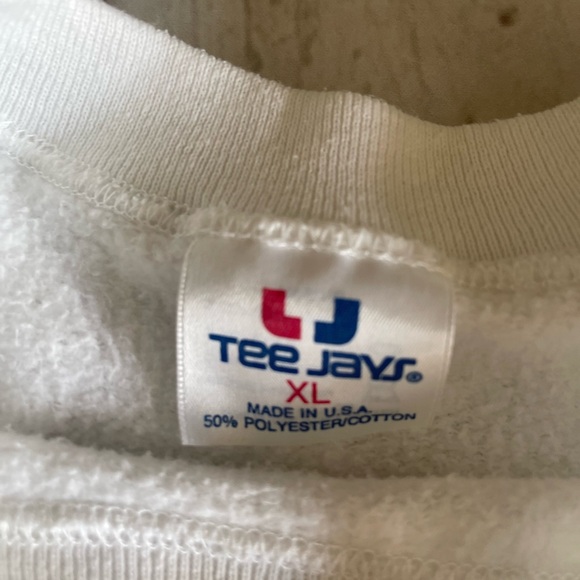 Tee Jays®
XL
MADE IN U.S.A.
50% POLYESTER/COTTON